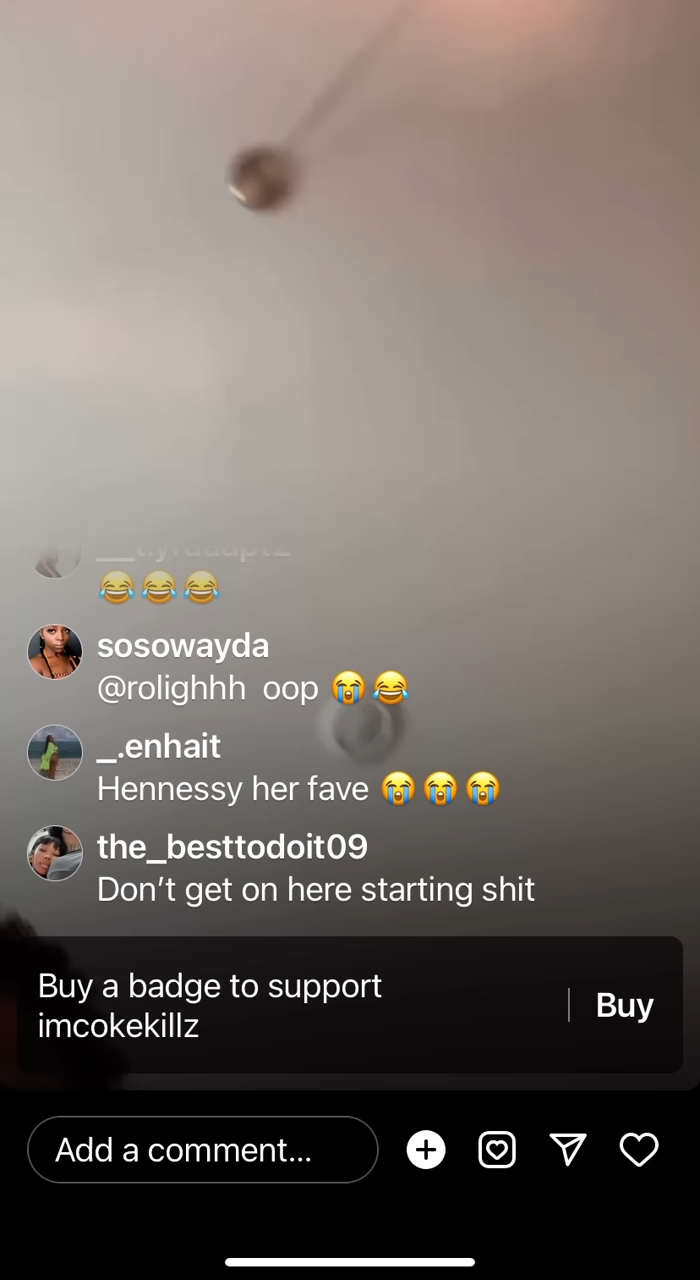 😂😂😂
sosowayda
@rolighhh oop 😭😂
_.enhait
Hennessy her fave 😭😭😭
the_besttodoit09
Don’t get on here starting shit
Buy a badge to support
imcokekillz
Buy
Add a comment...